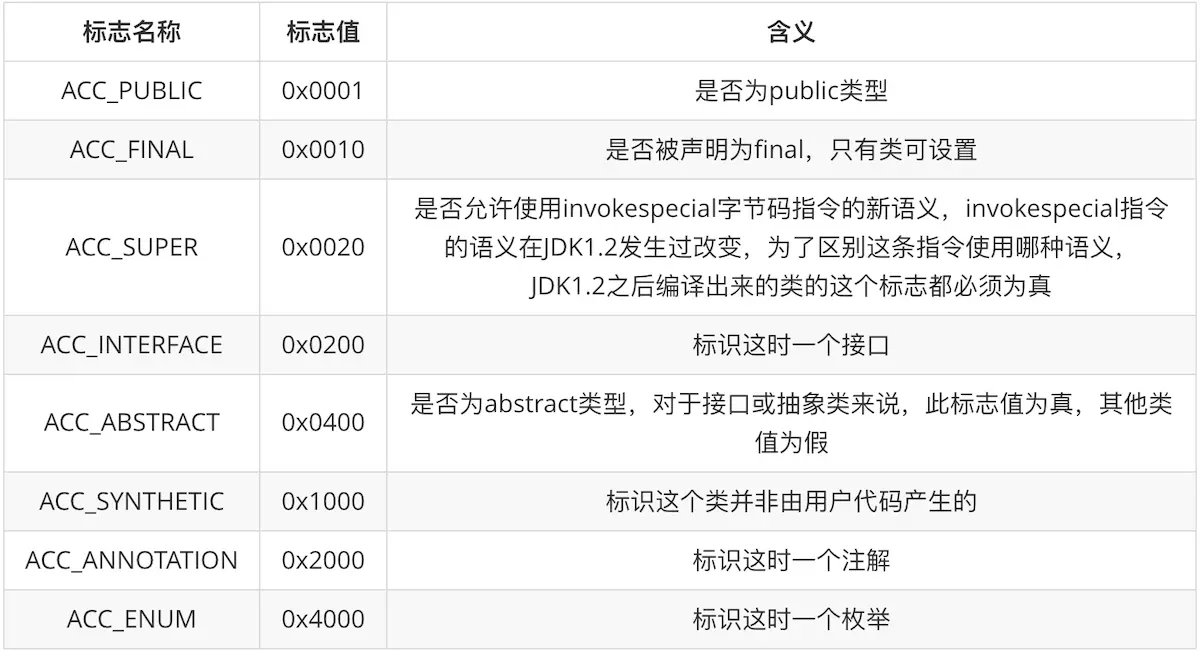 标志名称 标志值 含义
ACC_PUBLIC 0x0001 是否为public类型
ACC_FINAL 0x0010 是否被声明为final，只有类可设置
ACC_SUPER 0x0020 是否允许使用invokespecial字节码指令的新语义，invokespecial指令
的语义在JDK1.2发生过改变，为了区别这条指令使用哪种语义，
JDK1.2之后编译出来的类的这个标志都必须为真
ACC_INTERFACE 0x0200 标识这时一个接口
ACC_ABSTRACT 0x0400 是否为abstract类型，对于接口或抽象类来说，此标志值为真，其他类
值为假
ACC_SYNTHETIC 0x1000 标识这个类并非由用户代码产生的
ACC_ANNOTATION 0x2000 标识这时一个注解
ACC_ENUM 0x4000 标识这时一个枚举